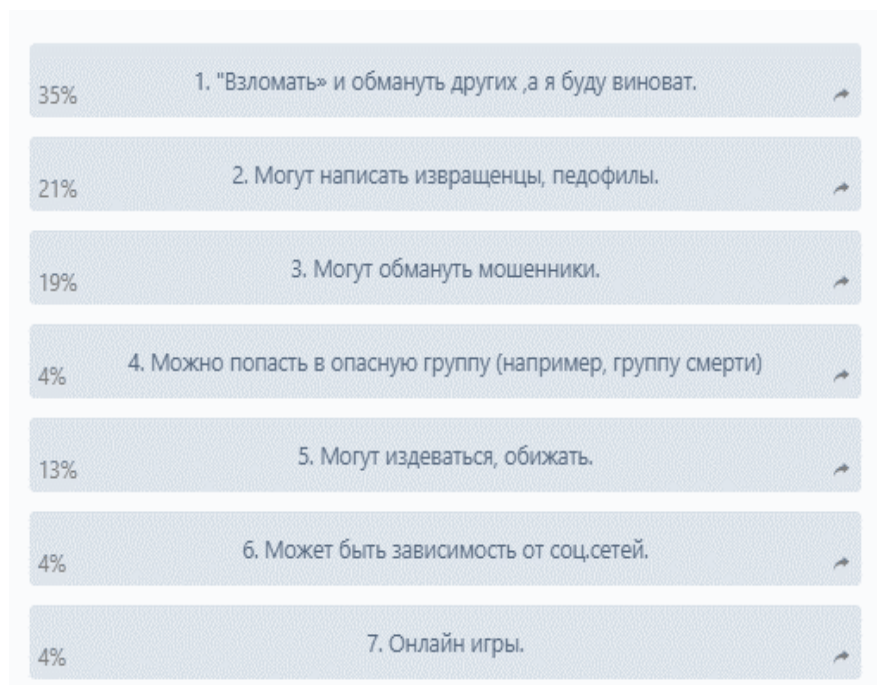 1. "Взломать» и обмануть других ,а я буду виноват.
35%
2. Могут написать извращенцы, педофилы.
21%
3. Могут обмануть мошенники.
19%
4. Можно попасть в опасную группу (например, группу смерти)
4%
5. Могут издеваться, обижать.
13%
6. Может быть зависимость от соц.сетей.
4%
7. Онлайн игры.
4%